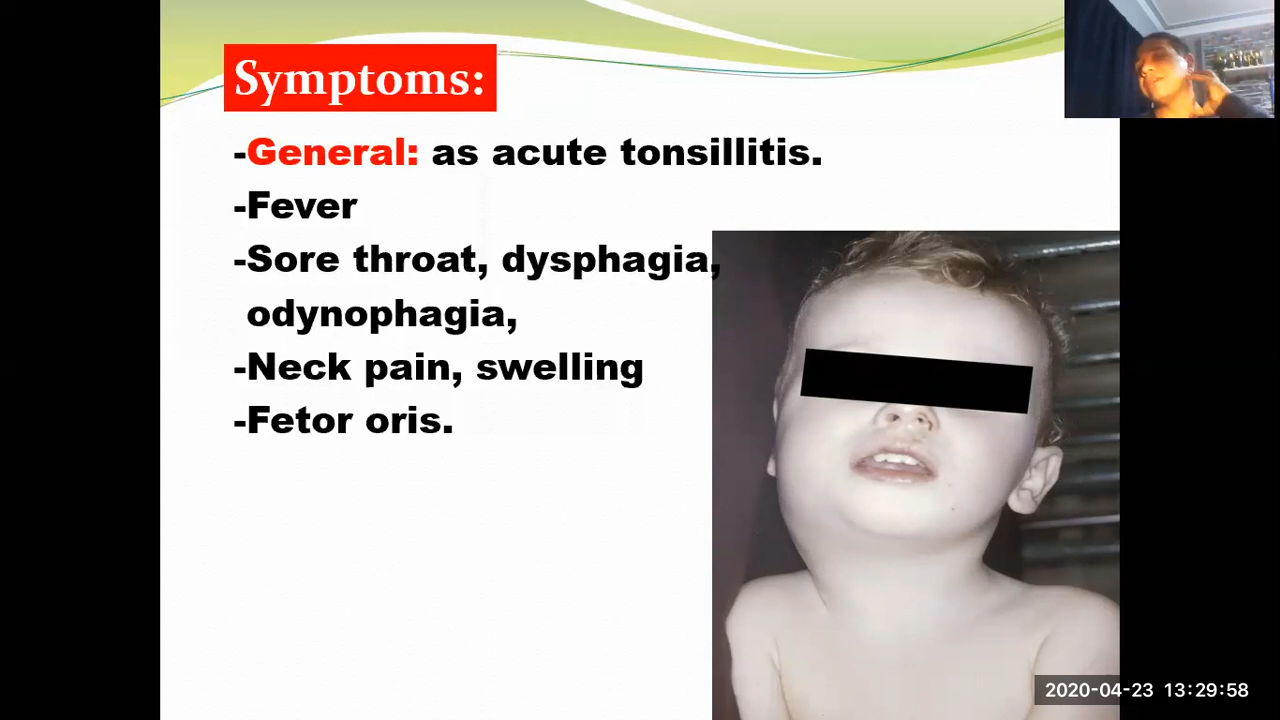 Symptoms:
-General: as acute tonsillitis.
-Fever
-Sore throat, dysphagia,
odynophagia,
-Neck pain, swelling
-Fetor oris.
2020-04-23 13:29:58